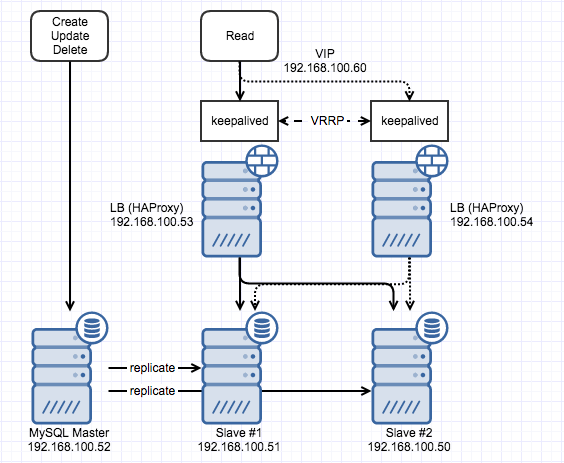 Create
Update
Delete
Read
VIP
192.168.100.60
keepalived
VRRP
keepalived
LB (HAProxy)
192.168.100.53
LB (HAProxy)
192.168.100.54
replicate
replicate
MySQL Master
192.168.100.52
Slave #1
192.168.100.51
Slave #2
192.168.100.50